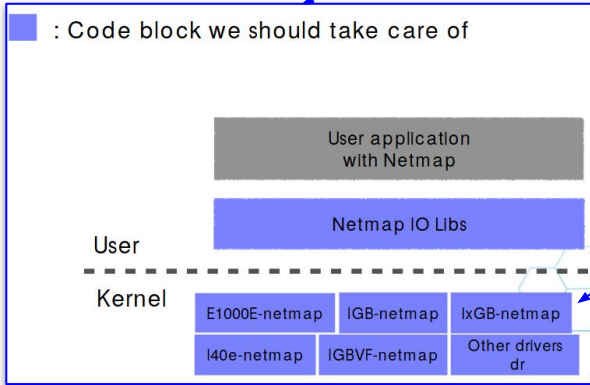 : Code block we should take care of
User application
with Netmap
Netmap IO Libs
User
Kernel
E1000E-netmap
IGB-netmap
IxGB-netmap
I40e-netmap
IGBVF-netmap
Other drivers
dr